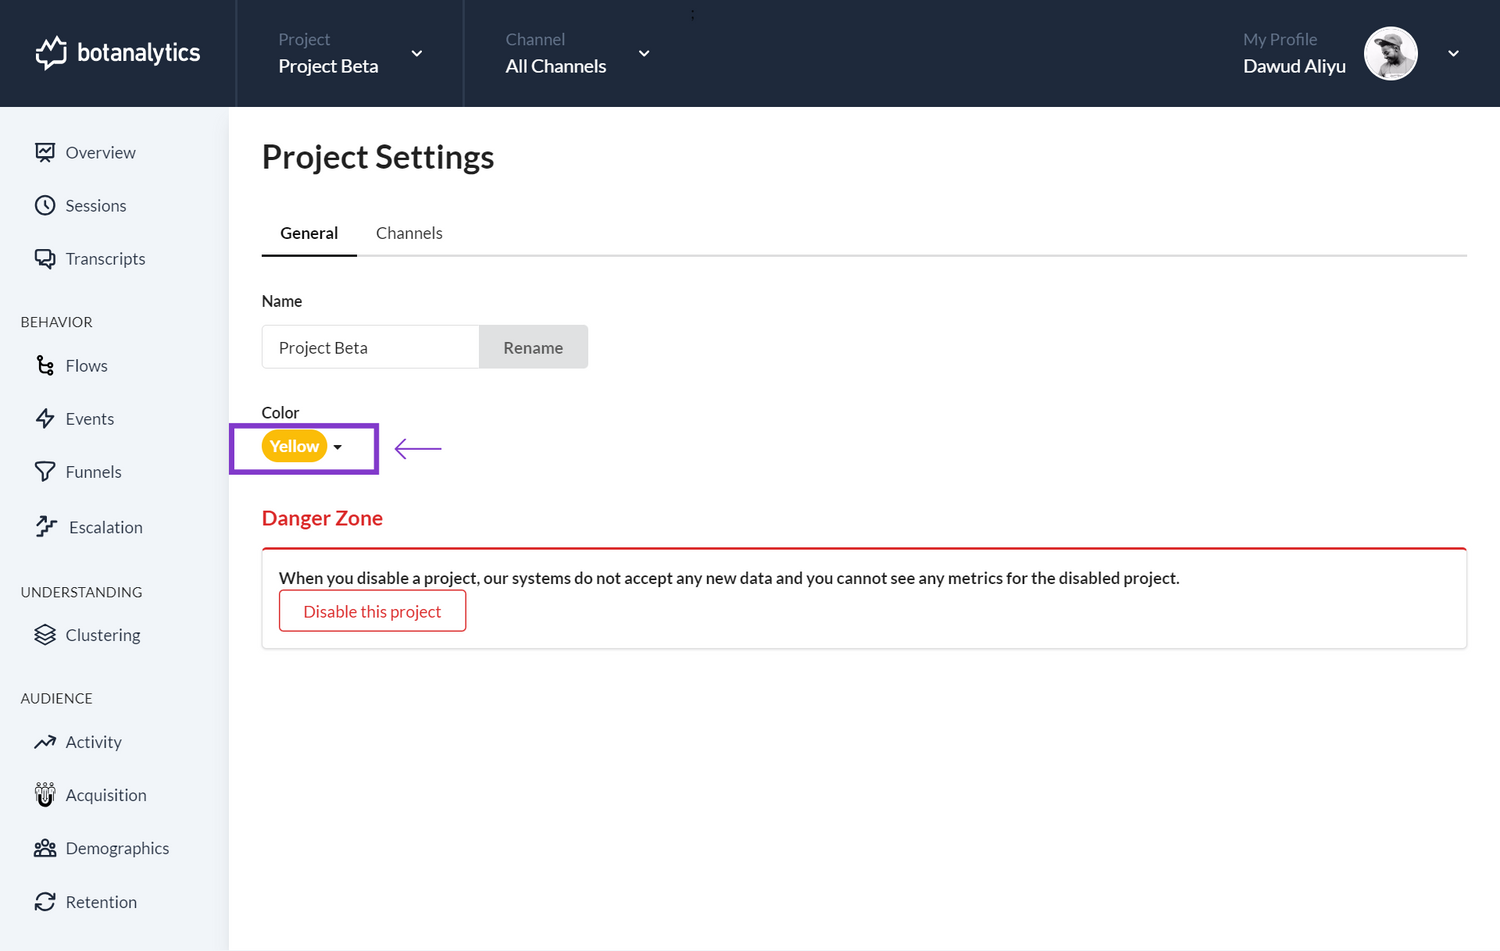 botanalytics
Project
Project Beta
Channel
All Channels
:
My Profile
Dawud Aliyu
Overview
Sessions
Transcripts
BEHAVIOR
Flows
Events
Funnels
Escalation
UNDERSTANDING
Clustering
AUDIENCE
Activity
Acquisition
Demographics
Retention
Project Settings
General Channels
Name
Project Beta Rename
Color
Yellow
Danger Zone
When you disable a project, our systems do not accept any new data and you cannot see any metrics for the disabled project.
Disable this project